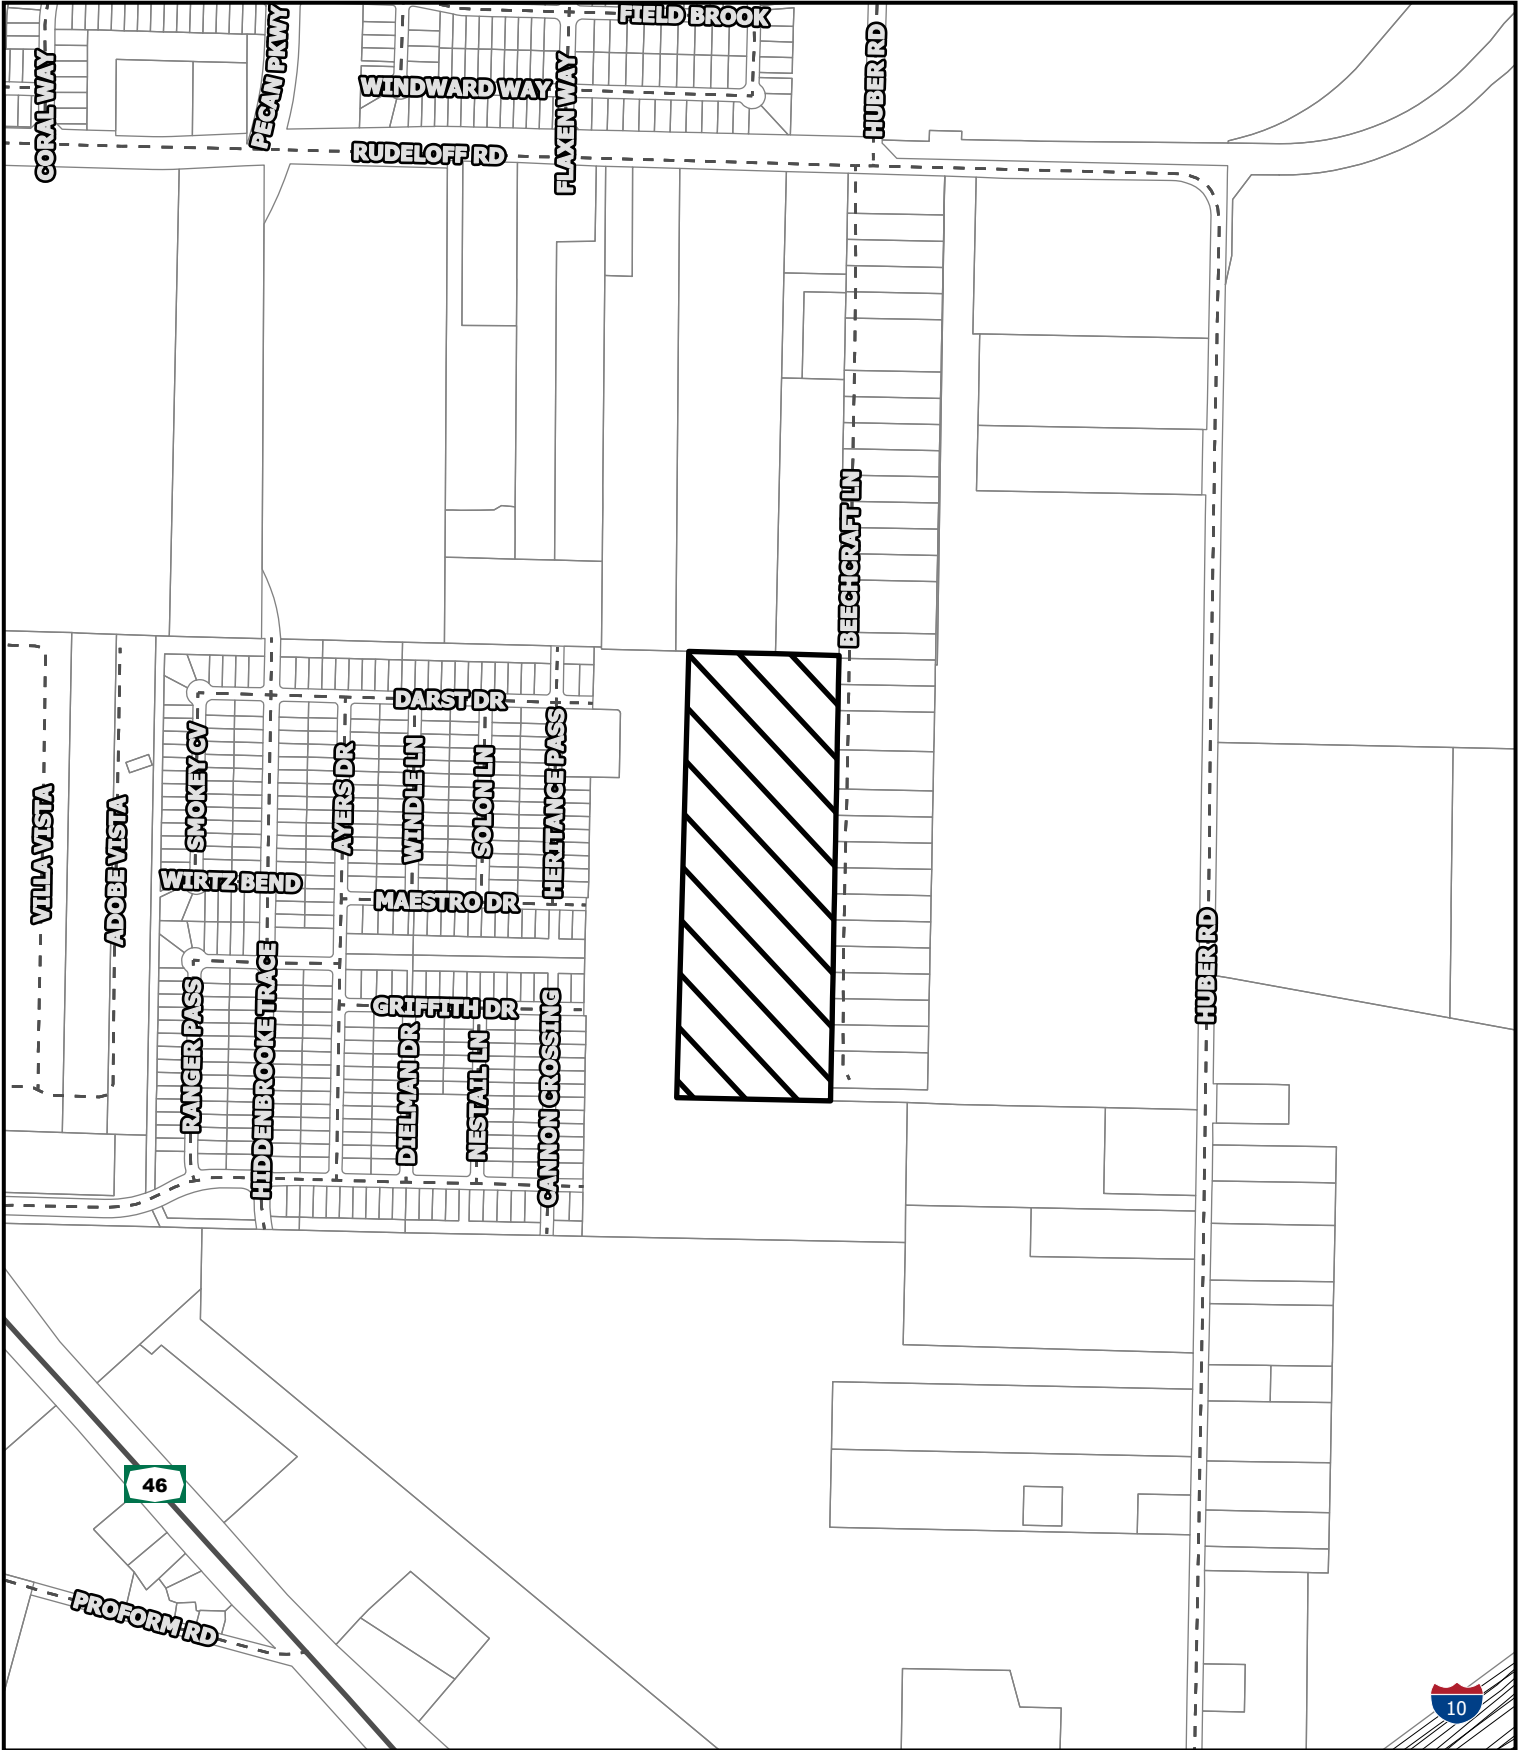 FIELD BROOK
CORAL WAY
PECAN PKWY
WINDWARD WAY
FLAXEN WAY
HUBER RD
RUDELOFF RD
BEECHCRAFT LN
DARST DR
SMOKEY CV
AYERS DR
WINDLE LN
SOLON LN
HERITANCE PASS
VILLA VISTA
ADOBE VISTA
WIRTZ BEND
MAESTRO DR
HUBER RD
RANGER PASS
HIDDENBROOKE TRACE
GRIFFITH DR
DIELMAN DR
NESTAIL LN
CANNON CROSSING
46
PROFORM RD
10